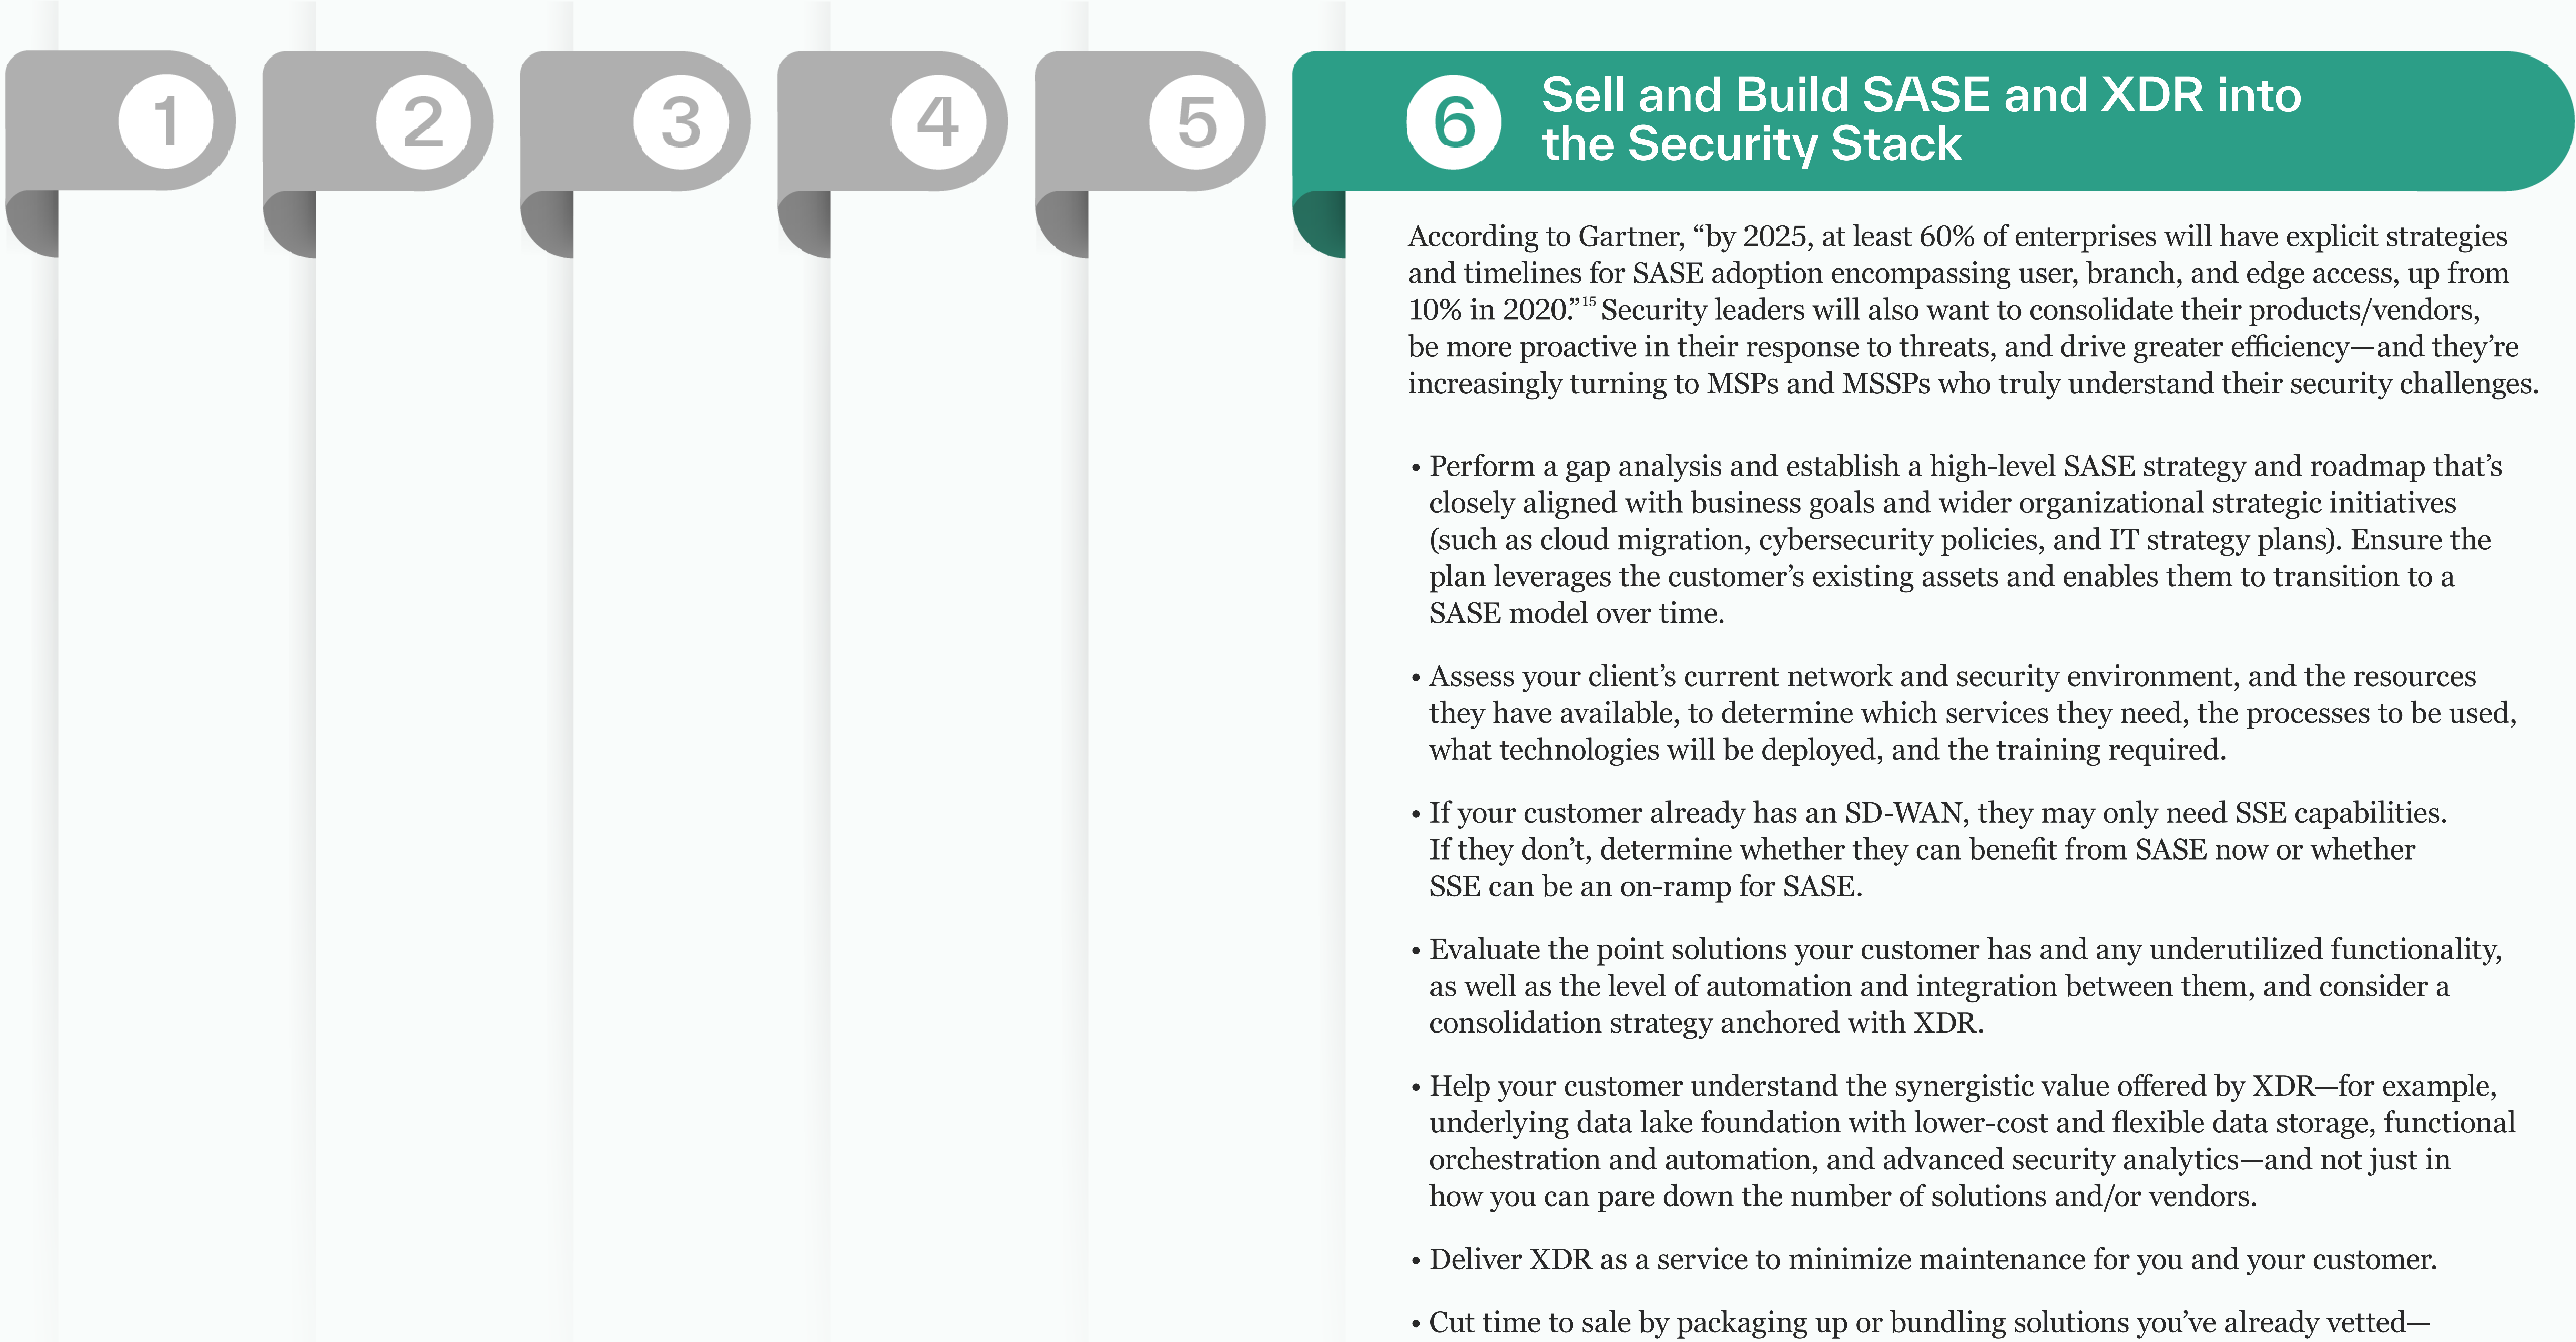 1
2
3
4
5
6
Sell and Build SASE and XDR into
the Security Stack
According to Gartner, “by 2025, at least 60% of enterprises will have explicit strategies
and timelines for SASE adoption encompassing user, branch, and edge access, up from
10% in 2020.”15 Security leaders will also want to consolidate their products/vendors,
be more proactive in their response to threats, and drive greater efficiency—and they’re
increasingly turning to MSPs and MSSPs who truly understand their security challenges.
• Perform a gap analysis and establish a high-level SASE strategy and roadmap that’s
closely aligned with business goals and wider organizational strategic initiatives
(such as cloud migration, cybersecurity policies, and IT strategy plans). Ensure the
plan leverages the customer’s existing assets and enables them to transition to a
SASE model over time.
• Assess your client’s current network and security environment, and the resources
they have available, to determine which services they need, the processes to be used,
what technologies will be deployed, and the training required.
• If your customer already has an SD-WAN, they may only need SSE capabilities.
If they don’t, determine whether they can benefit from SASE now or whether
SSE can be an on-ramp for SASE.
• Evaluate the point solutions your customer has and any underutilized functionality,
as well as the level of automation and integration between them, and consider a
consolidation strategy anchored with XDR.
• Help your customer understand the synergistic value offered by XDR—for example,
underlying data lake foundation with lower-cost and flexible data storage, functional
orchestration and automation, and advanced security analytics—and not just in
how you can pare down the number of solutions and/or vendors.
• Deliver XDR as a service to minimize maintenance for you and your customer.
• Cut time to sale by packaging up or bundling solutions you’ve already vetted—